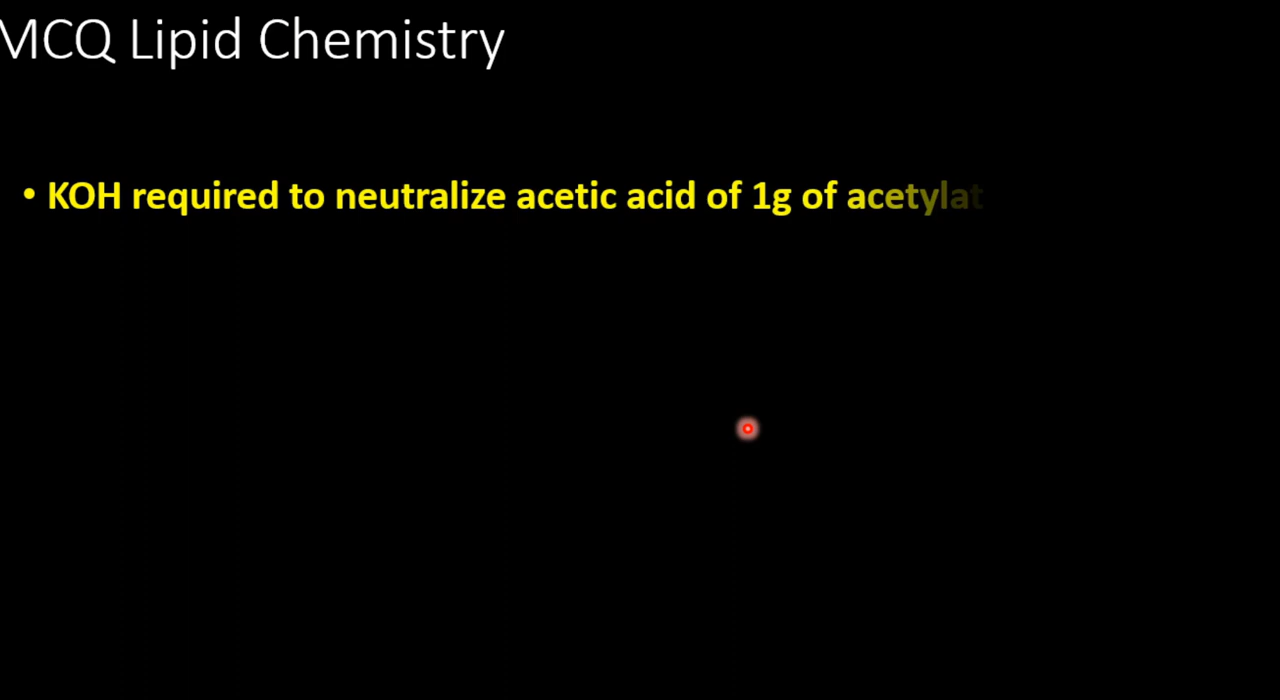 MCQ Lipid Chemistry
• KOH required to neutralize acetic acid of 1g of acetylat